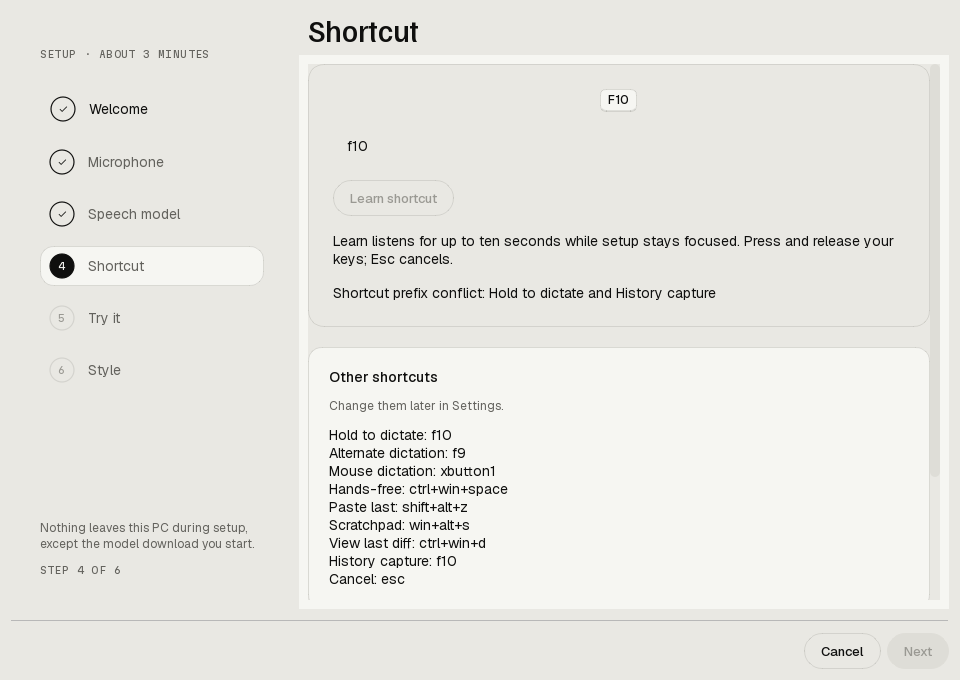 Shortcut
SETUP · ABOUT 3 MINUTES
Welcome
Microphone
Speech model
4 Shortcut
5 Try it
6 Style
Nothing leaves this PC during setup,
except the model download you start.
STEP 4 OF 6
F10
f10
Learn shortcut
Learn listens for up to ten seconds while setup stays focused. Press and release your
keys; Esc cancels.
Shortcut prefix conflict: Hold to dictate and History capture
Other shortcuts
Change them later in Settings.
Hold to dictate: f10
Alternate dictation: f9
Mouse dictation: xbutton1
Hands-free: ctrl+win+space
Paste last: shift+alt+z
Scratchpad: win+alt+s
View last diff: ctrl+win+d
History capture: f10
Cancel: esc
Cancel
Next